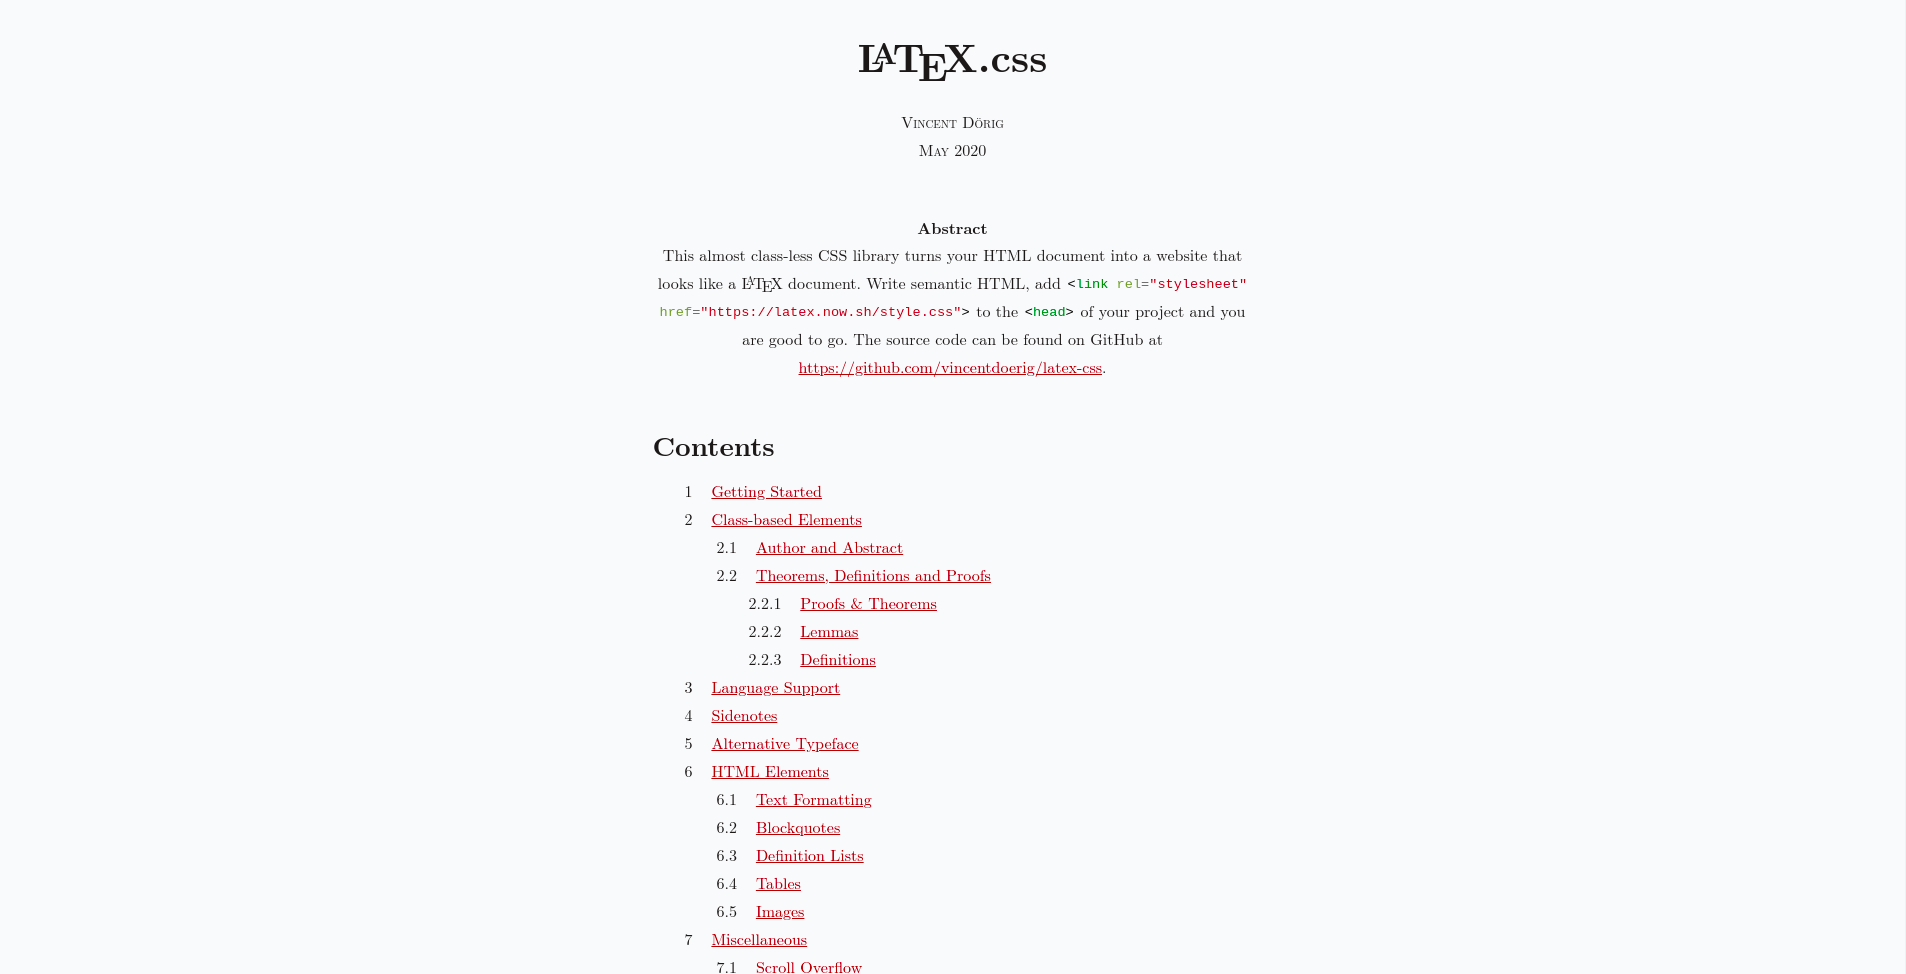 LATEX.css
Vincent Dörig
May 2020
Abstract
This almost class-less CSS library turns your HTML document into a website that
looks like a LATEX document. Write semantic HTML, add <link rel="stylesheet"
href="https://latex.now.sh/style.css"> to the <head> of your project and you
are good to go. The source code can be found on GitHub at
https://github.com/vincentdoerig/latex-css.
Contents
1 Getting Started
2 Class-based Elements
2.1 Author and Abstract
2.2 Theorems, Definitions and Proofs
2.2.1 Proofs & Theorems
2.2.2 Lemmas
2.2.3 Definitions
3 Language Support
4 Sidenotes
5 Alternative Typeface
6 HTML Elements
6.1 Text Formatting
6.2 Blockquotes
6.3 Definition Lists
6.4 Tables
6.5 Images
7 Miscellaneous
7.1 Scroll Overflow